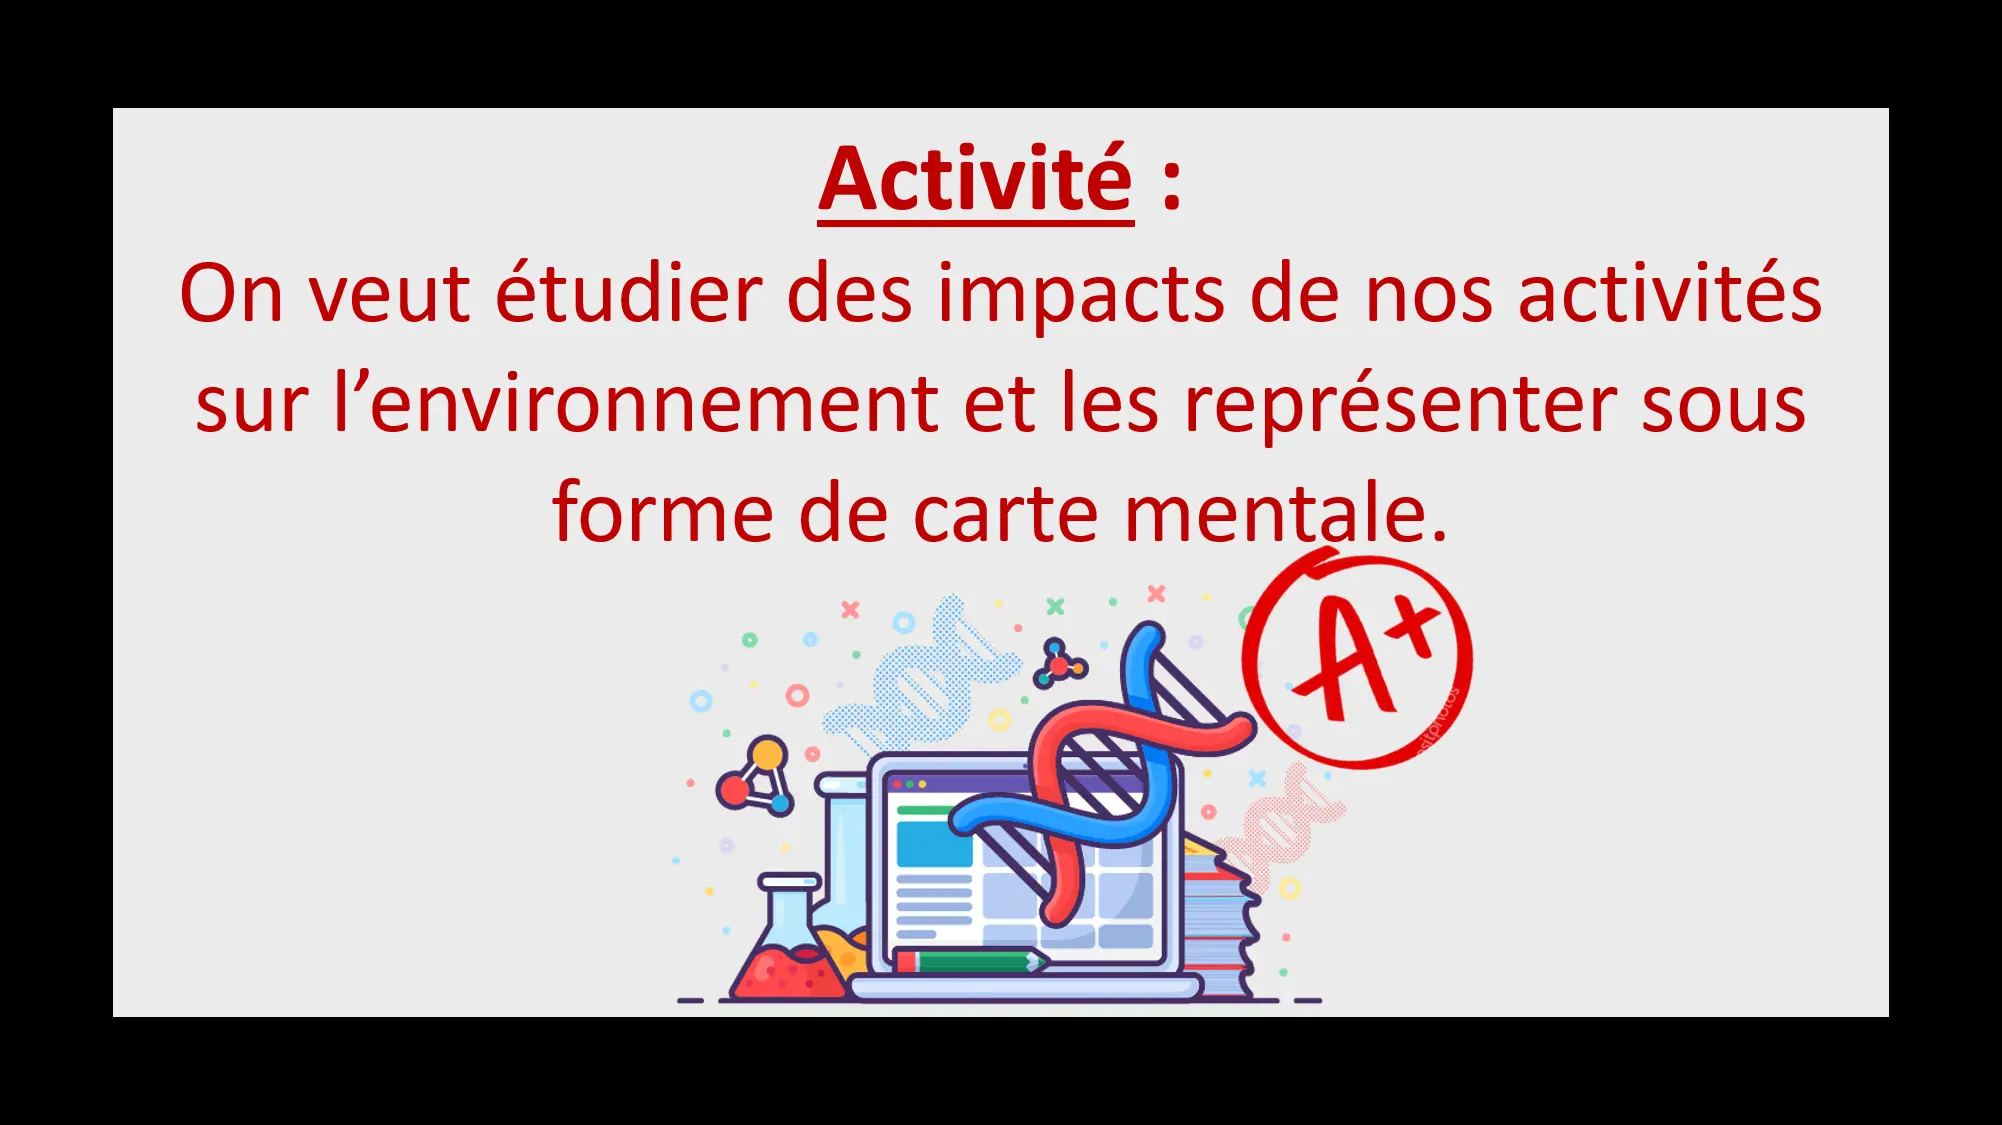 Activité :
On veut étudier des impacts de nos activités
sur l’environnement et les représenter sous
forme de carte mentale.
A+